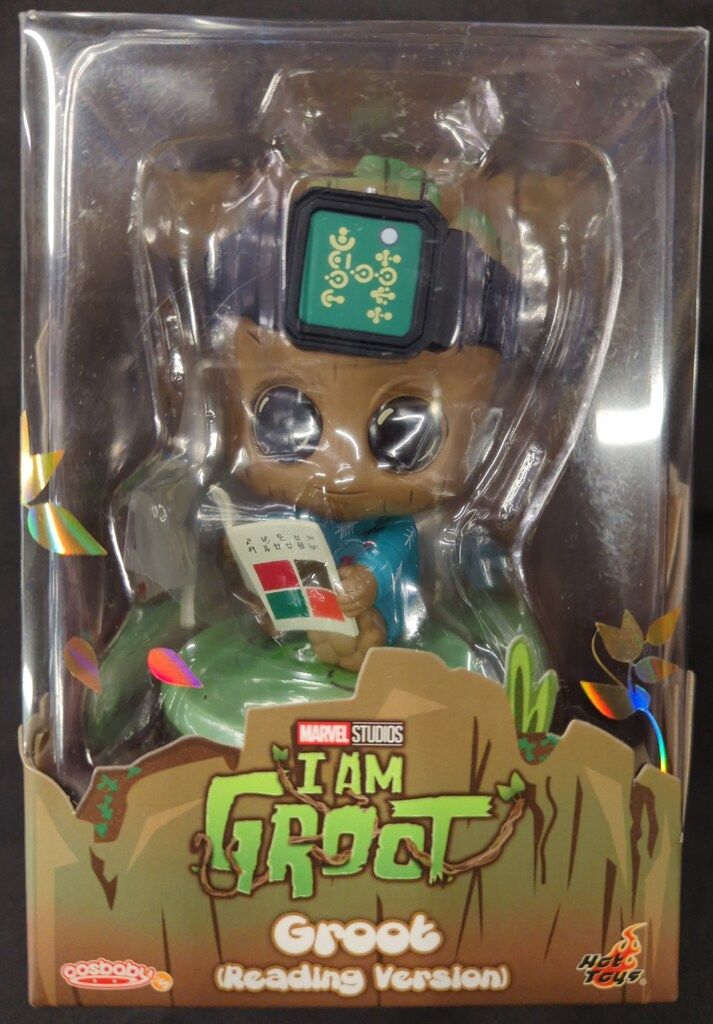 MARVEL STUDIOS
I AM
GROOT
Groot
(Reading Version)
cosbaby
Hot
Toys